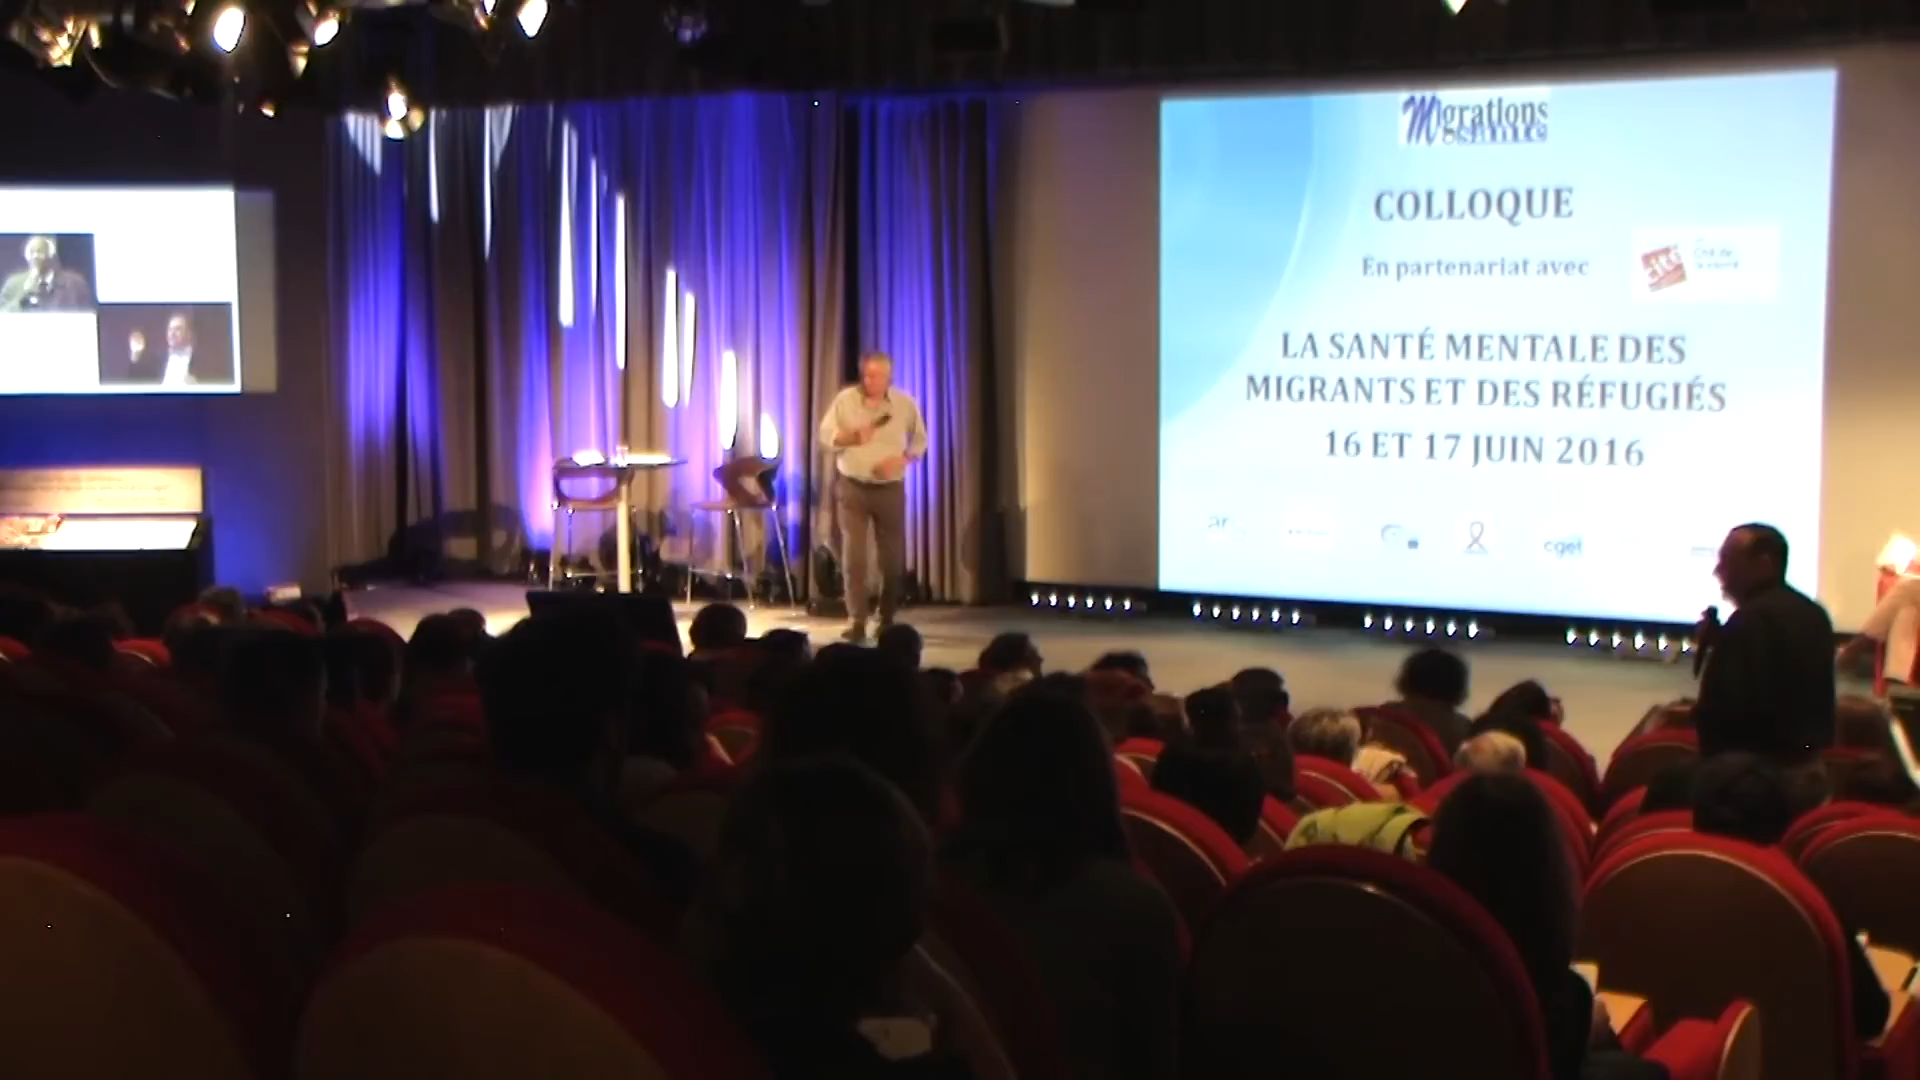 Migrations
COLLOQUE
En partenariat avec
cité
LA SANTÉ MENTALE DES
MIGRANTS ET DES RÉFUGIÉS
16 ET 17 JUIN 2016
cget